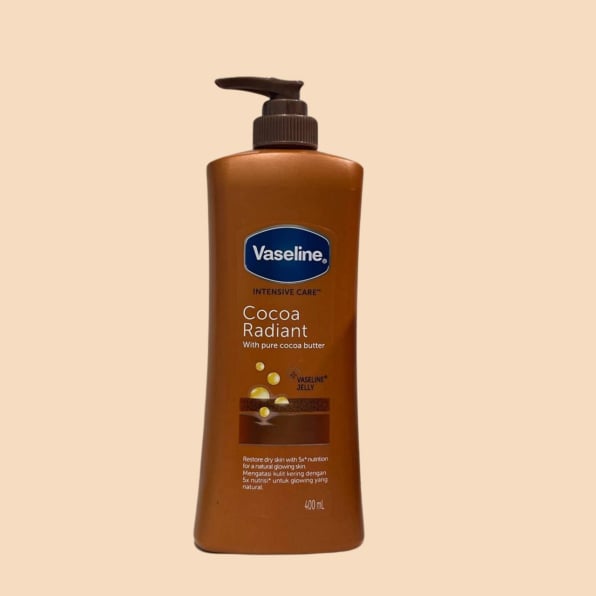 Vaseline®
INTENSIVE CARE™
Cocoa
Radiant
With pure cocoa butter
VASELINE®
JELLY
Restore dry skin with 5x* nutrition
for a natural glowing skin.
Mengatasi kulit kering dengan
5x nutrisi* untuk glowing yang
natural.
400 mL